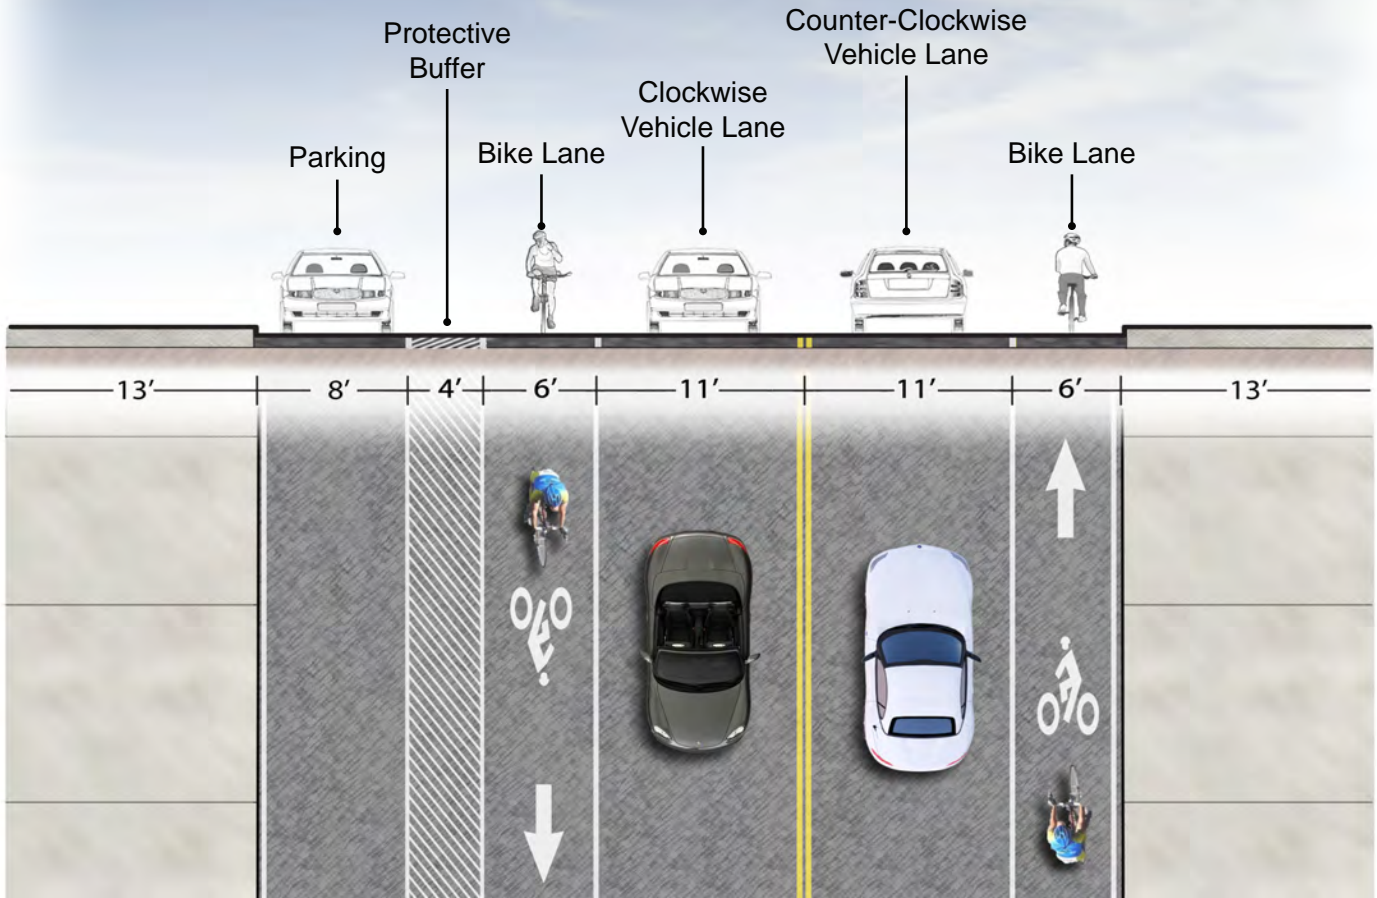 Protective
Buffer
Counter-Clockwise
Vehicle Lane
Clockwise
Vehicle Lane
Parking
Bike Lane
Bike Lane
13’ 8’ 4’ 6’ 11’ 11’ 6’ 13’